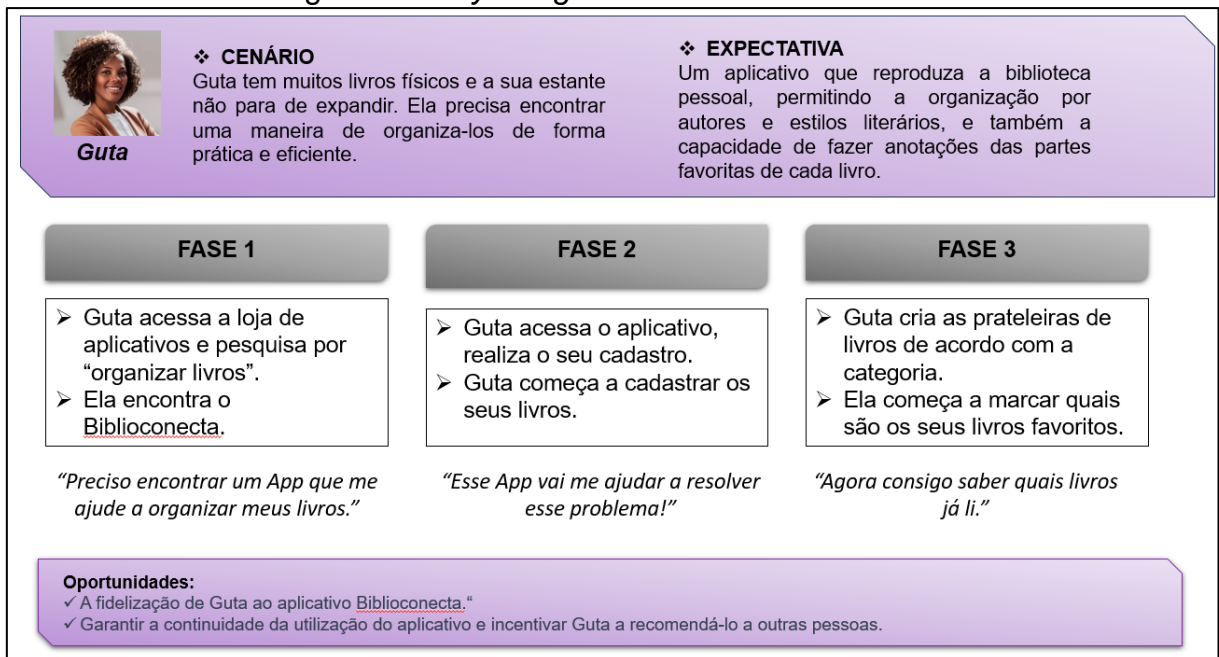 Guta
❖ CENÁRIO
Guta tem muitos livros físicos e a sua estante
não para de expandir. Ela precisa encontrar
uma maneira de organiza-los de forma
prática e eficiente.
❖ EXPECTATIVA
Um aplicativo que reproduza a biblioteca
pessoal, permitindo a organização por
autores e estilos literários, e também a
capacidade de fazer anotações das partes
favoritas de cada livro.
FASE 1
➢ Guta acessa a loja de
aplicativos e pesquisa por
“organizar livros”.
➢ Ela encontra o
Biblioconecta.
“Preciso encontrar um App que me
ajude a organizar meus livros.”
FASE 2
➢ Guta acessa o aplicativo,
realiza o seu cadastro.
➢ Guta começa a cadastrar os
seus livros.
“Esse App vai me ajudar a resolver
esse problema!”
FASE 3
➢ Guta cria as prateleiras de
livros de acordo com a
categoria.
➢ Ela começa a marcar quais
são os seus livros favoritos.
“Agora consigo saber quais livros
já li.”
Oportunidades:
✓ A fidelização de Guta ao aplicativo Biblioconecta.“
✓ Garantir a continuidade da utilização do aplicativo e incentivar Guta a recomendá-lo a outras pessoas.